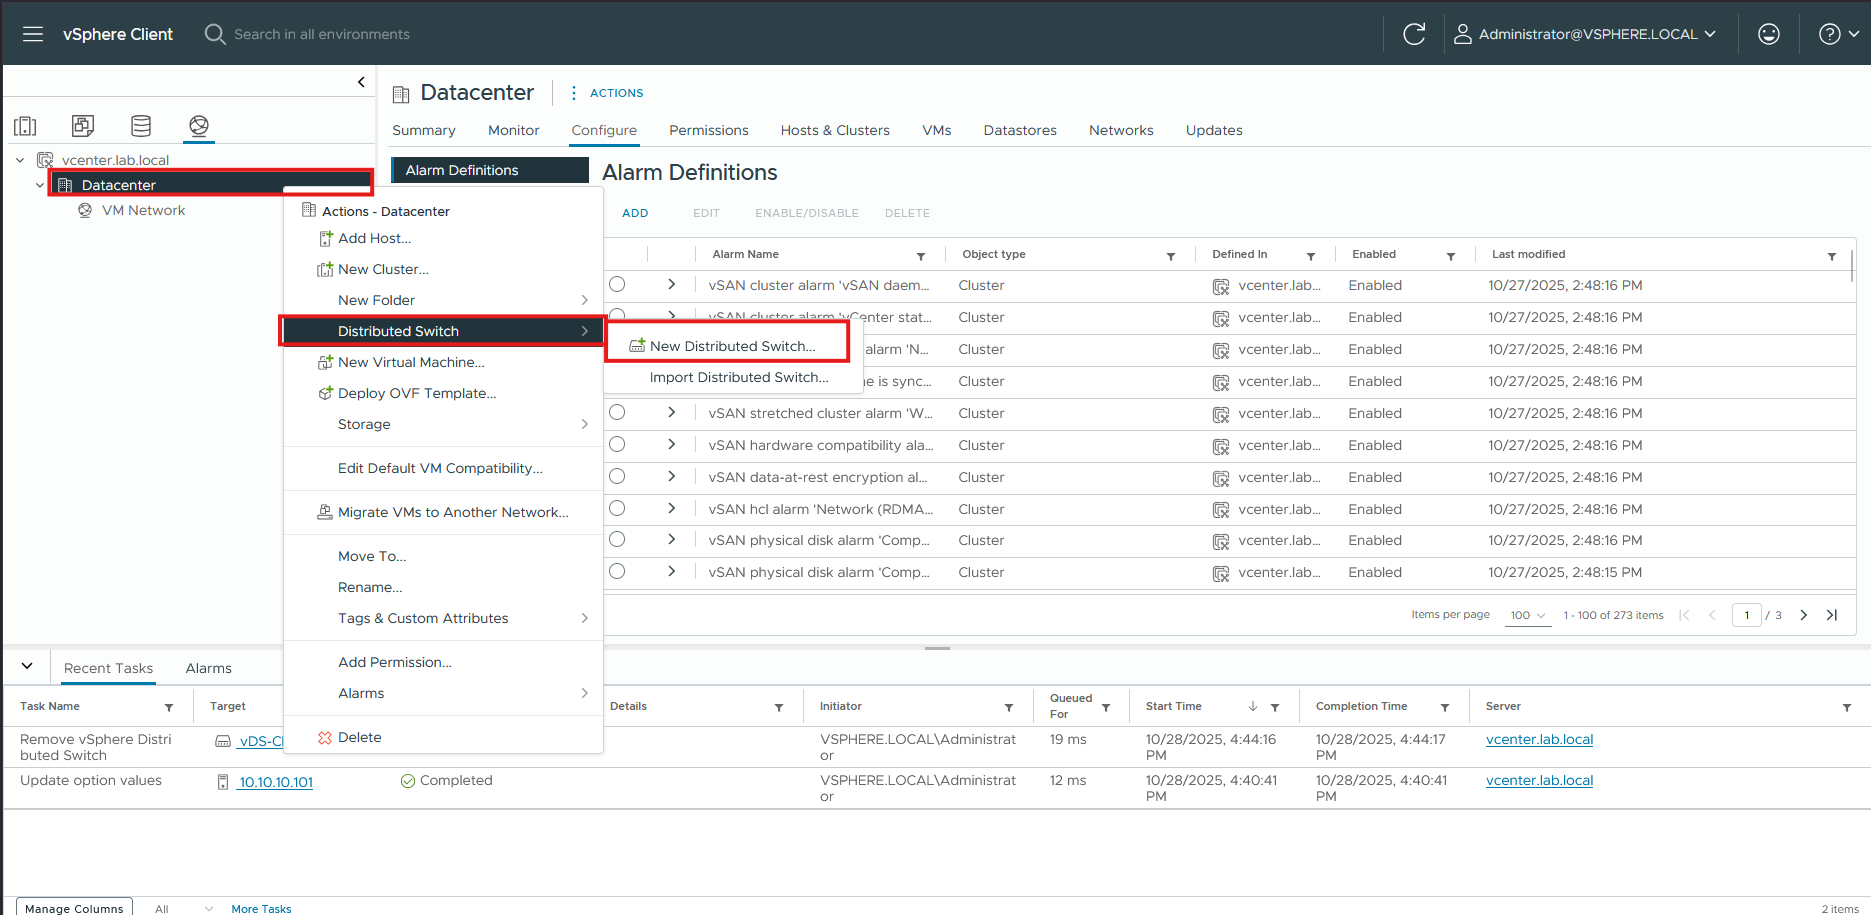 vSphere Client
Search in all environments
Administrator@VSPHERE.LOCAL
vcenter.lab.local
Datacenter
VM Network
Datacenter
ACTIONS
Summary Monitor Configure Permissions Hosts & Clusters VMs Datastores Networks Updates
Alarm Definitions
Alarm Definitions
ADD EDIT ENABLE/DISABLE DELETE
Actions - Datacenter
Add Host...
New Cluster...
New Folder
Distributed Switch
New Virtual Machine...
Deploy OVF Template...
Storage
Edit Default VM Compatibility...
Migrate VMs to Another Network...
Move To...
Rename...
Tags & Custom Attributes
Add Permission...
Alarms
Delete
New Distributed Switch...
Import Distributed Switch...
Alarm Name Object type Defined In Enabled Last modified
vSAN cluster alarm 'vSAN daem... Cluster vcenter.lab... Enabled 10/27/2025, 2:48:16 PM
vSAN cluster alarm 'vCenter stat... Cluster vcenter.lab... Enabled 10/27/2025, 2:48:16 PM
alarm 'N... Cluster vcenter.lab... Enabled 10/27/2025, 2:48:16 PM
e is sync... Cluster vcenter.lab... Enabled 10/27/2025, 2:48:16 PM
vSAN stretched cluster alarm 'W... Cluster vcenter.lab... Enabled 10/27/2025, 2:48:16 PM
vSAN hardware compatibility ala... Cluster vcenter.lab... Enabled 10/27/2025, 2:48:16 PM
vSAN data-at-rest encryption al... Cluster vcenter.lab... Enabled 10/27/2025, 2:48:16 PM
vSAN hcl alarm 'Network (RDMA... Cluster vcenter.lab... Enabled 10/27/2025, 2:48:16 PM
vSAN physical disk alarm 'Comp... Cluster vcenter.lab... Enabled 10/27/2025, 2:48:16 PM
vSAN physical disk alarm 'Comp... Cluster vcenter.lab... Enabled 10/27/2025, 2:48:15 PM
Items per page 100 1 - 100 of 273 items 1 / 3
Recent Tasks Alarms
Task Name Target Details Initiator Queued For Start Time Completion Time Server
Remove vSphere Distri vDS-Cl VSPHERE.LOCAL\Administrat 19 ms 10/28/2025, 4:44:16 10/28/2025, 4:44:17 vcenter.lab.local
buted Switch or PM PM
Update option values 10.10.10.101 Completed VSPHERE.LOCAL\Administrat 12 ms 10/28/2025, 4:40:41 10/28/2025, 4:40:41 vcenter.lab.local
or PM PM
Manage Columns All More Tasks 2 items